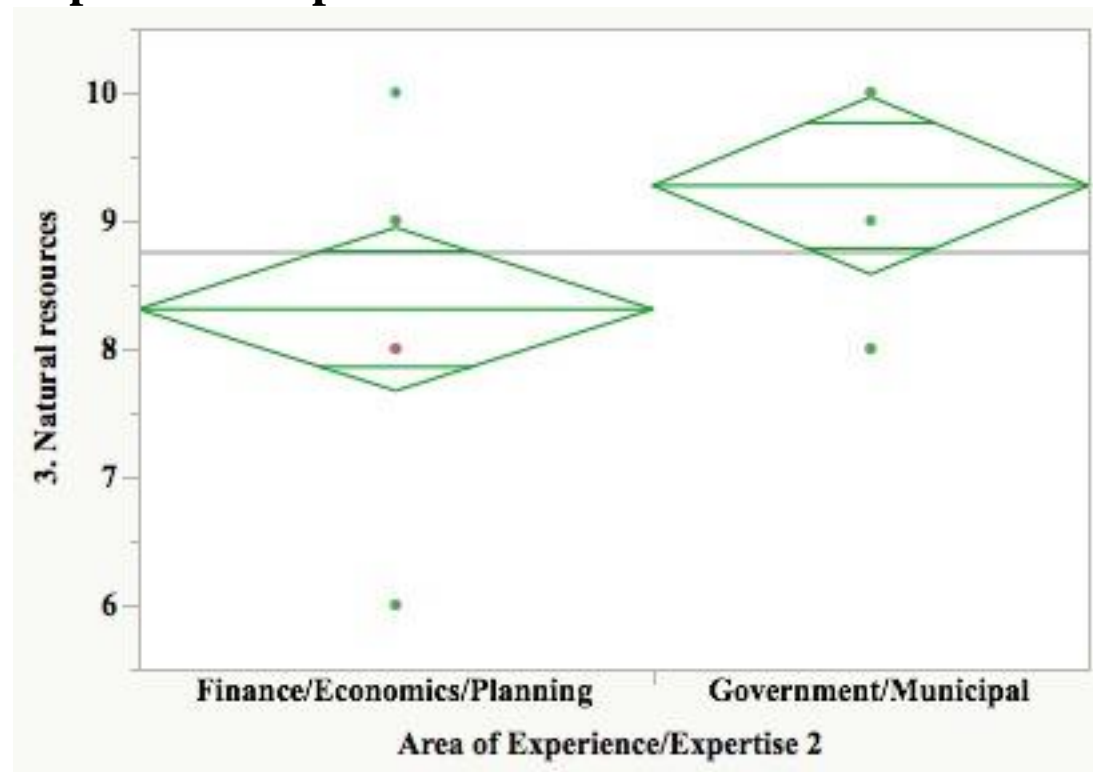 10
9
8
7
6
3. Natural resources
Finance/Economics/Planning
Government/Municipal
Area of Experience/Expertise 2